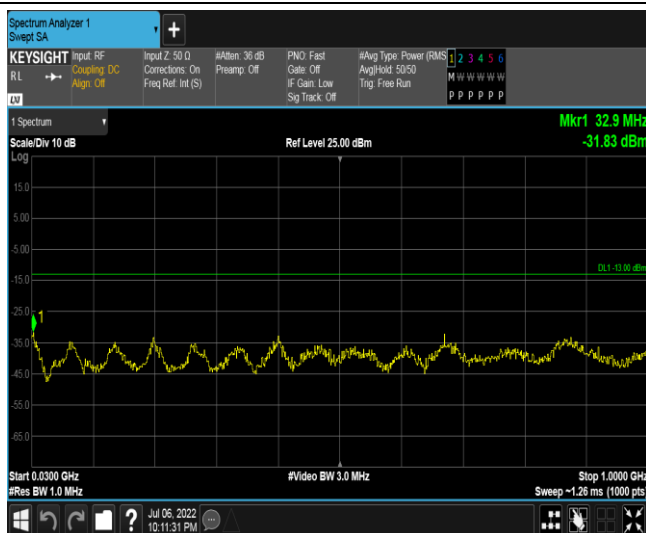 Spectrum Analyzer 1
Swept SA
+
KEYSIGHT
RL
LXI
Input: RF
Coupling: DC
Align: Off
Input Z: 50 Ω
Corrections: On
Freq Ref: Int (S)
#Atten: 36 dB
Preamp: Off
PNO: Fast
Gate: Off
IF Gain: Low
Sig Track: Off
#Avg Type: Power (RMS
Avg|Hold: 50/50
Trig: Free Run
1 2 3 4 5 6
M W W W W W
P P P P P P
1 Spectrum
Mkr1 32.9 MHz
Scale/Div 10 dB
Ref Level 25.00 dBm
-31.83 dBm
Log
15.0
5.00
-5.00
DL1 -13.00 dBm
-15.0
-25.0
1
-35.0
-45.0
-55.0
-65.0
Start 0.0300 GHz
#Video BW 3.0 MHz
Stop 1.0000 GHz
#Res BW 1.0 MHz
Sweep ~1.26 ms (1000 pts)
?
Jul 06, 2022
10:11:31 PM